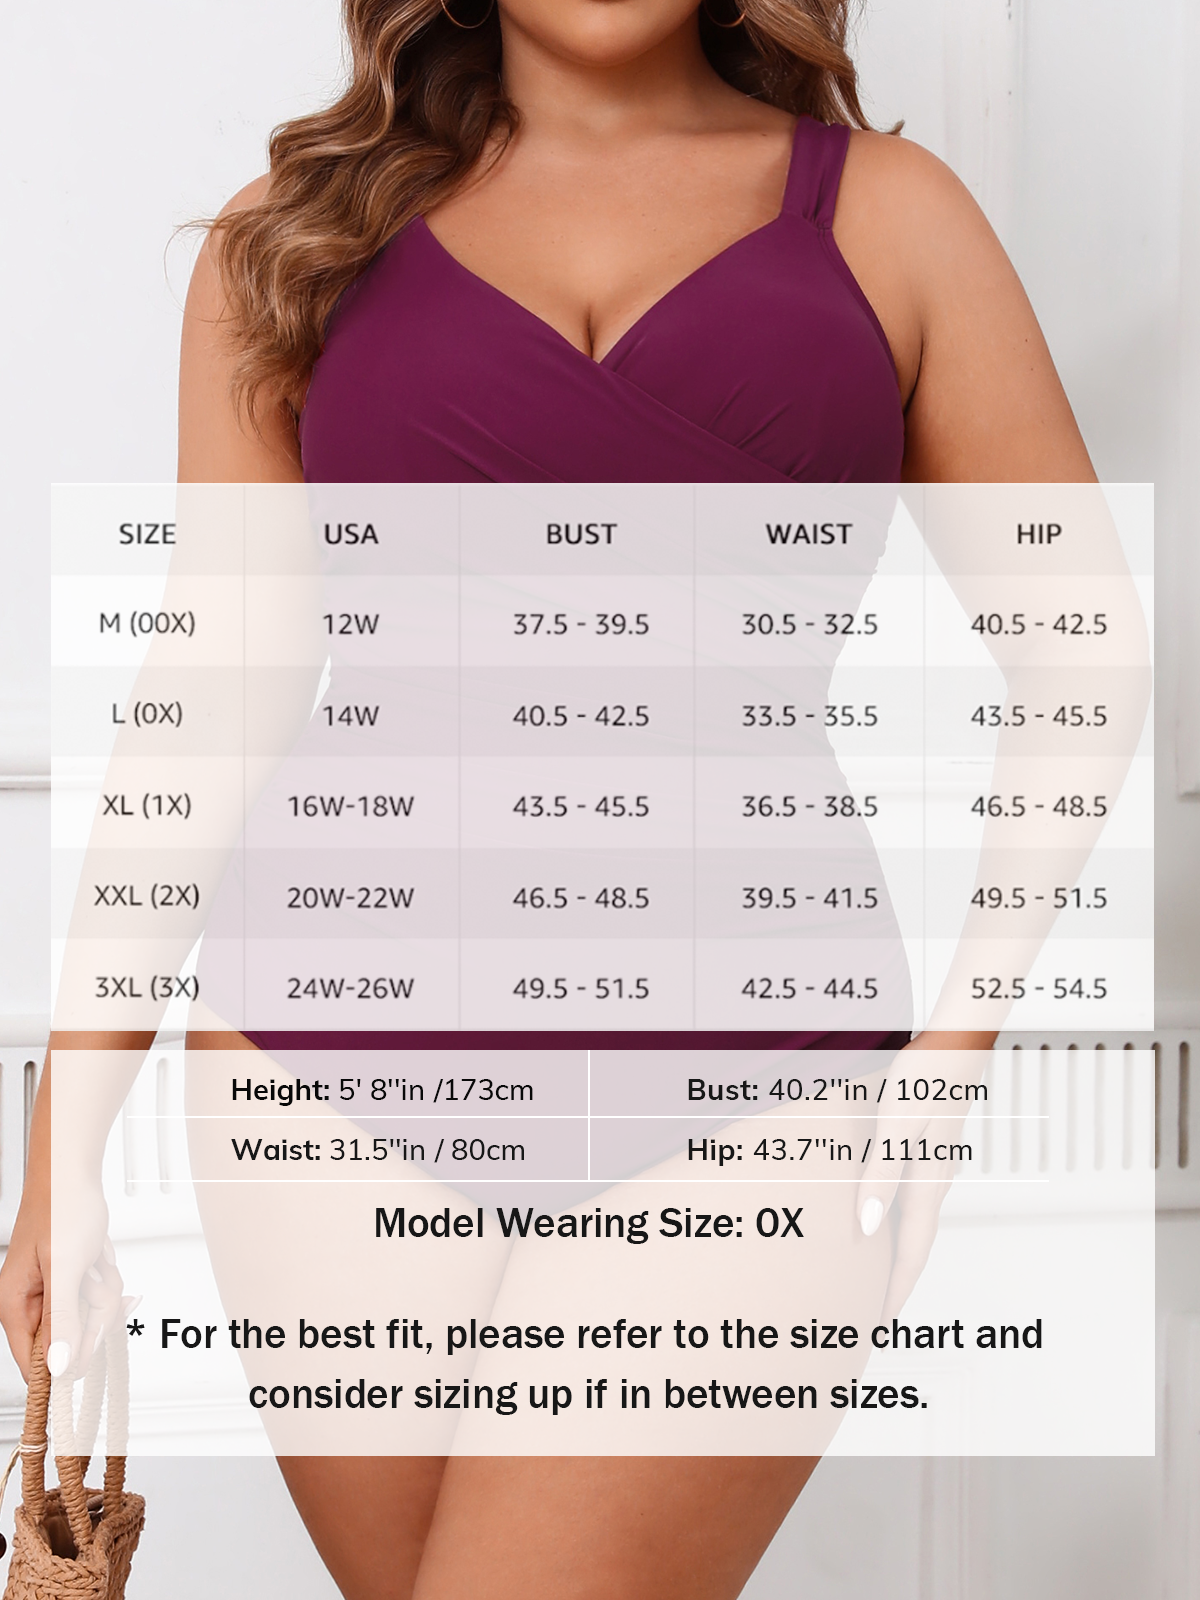 SIZE USA BUST WAIST HIP
M (00X) 12W 37.5 - 39.5 30.5 - 32.5 40.5 - 42.5
L (0X) 14W 40.5 - 42.5 33.5 - 35.5 43.5 - 45.5
XL (1X) 16W-18W 43.5 - 45.5 36.5 - 38.5 46.5 - 48.5
XXL (2X) 20W-22W 46.5 - 48.5 39.5 - 41.5 49.5 - 51.5
3XL (3X) 24W-26W 49.5 - 51.5 42.5 - 44.5 52.5 - 54.5
Height: 5' 8''in /173cm Bust: 40.2''in / 102cm
Waist: 31.5''in / 80cm Hip: 43.7''in / 111cm
Model Wearing Size: 0X
* For the best fit, please refer to the size chart and
consider sizing up if in between sizes.